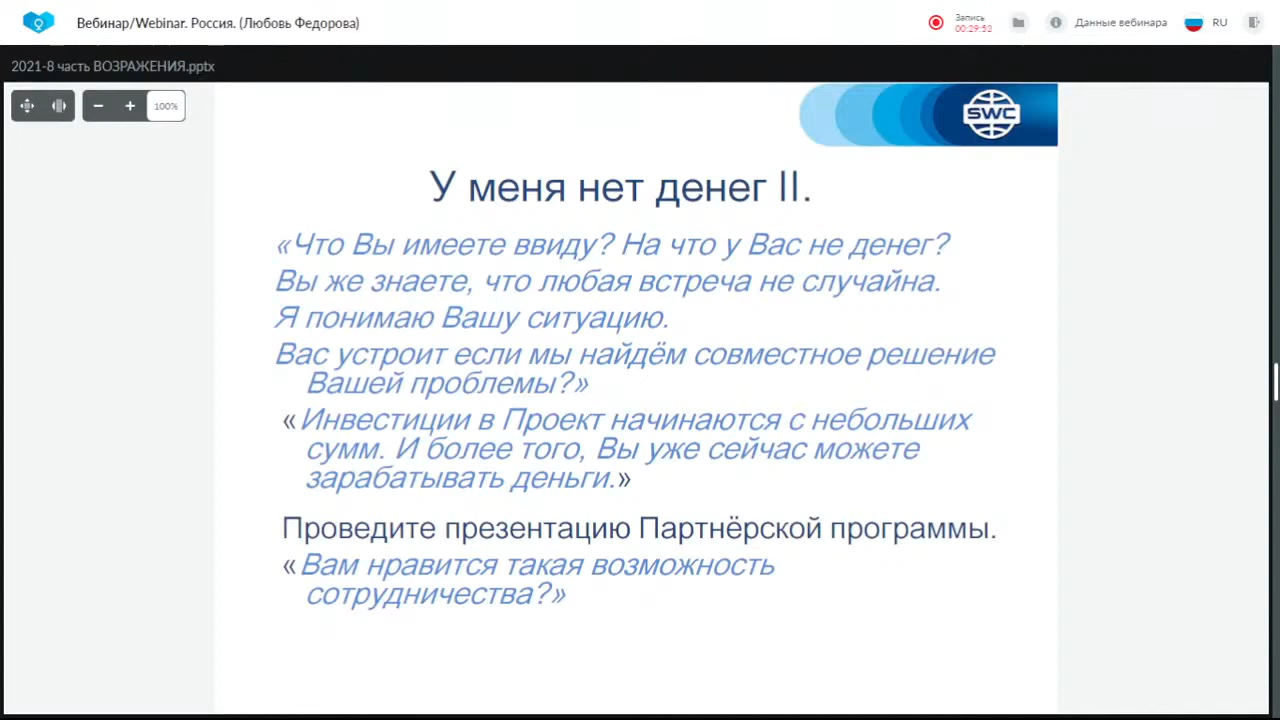 Вебинар/Webinar. Россия. (Любовь Федорова)
Запись
00:29:52
Данные вебинара
RU
2021-8 часть ВОЗРАЖЕНИЯ.pptx
100%
SWC
У меня нет денег II.
«Что Вы имеете ввиду? На что у Вас не денег?
Вы же знаете, что любая встреча не случайна.
Я понимаю Вашу ситуацию.
Вас устроит если мы найдём совместное решение
Вашей проблемы?»
«Инвестиции в Проект начинаются с небольших
сумм. И более того, Вы уже сейчас можете
зарабатывать деньги.»
Проведите презентацию Партнёрской программы.
«Вам нравится такая возможность
сотрудничества?»